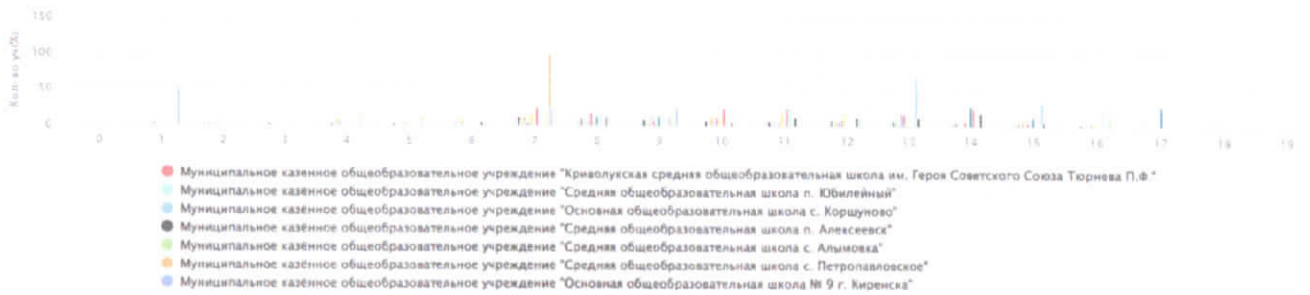 150
100
50
0
Кол-во уч(%)
0 1 2 3 4 5 6 7 8 9 10 11 12 13 14 15 16 17 18 19
Муниципальное казенное общеобразовательное учреждение "Криволукская средняя общеобразовательная школа им. Героя Советского Союза Тюрнева П.Ф."
Муниципальное казённое общеобразовательное учреждение "Средняя общеобразовательная школа п. Юбилейный"
Муниципальное казённое общеобразовательное учреждение "Основная общеобразовательная школа с. Коршуново"
Муниципальное казённое общеобразовательное учреждение "Средняя общеобразовательная школа п. Алексеевск"
Муниципальное казённое общеобразовательное учреждение "Средняя общеобразовательная школа с. Алымовка"
Муниципальное казённое общеобразовательное учреждение "Средняя общеобразовательная школа с. Петропавловское"
Муниципальное казённое общеобразовательное учреждение "Основная общеобразовательная школа № 9 г. Киренска"